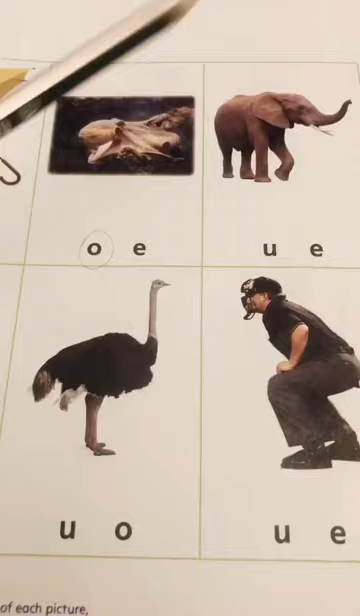 o e
u e
u o
u e
of each picture,